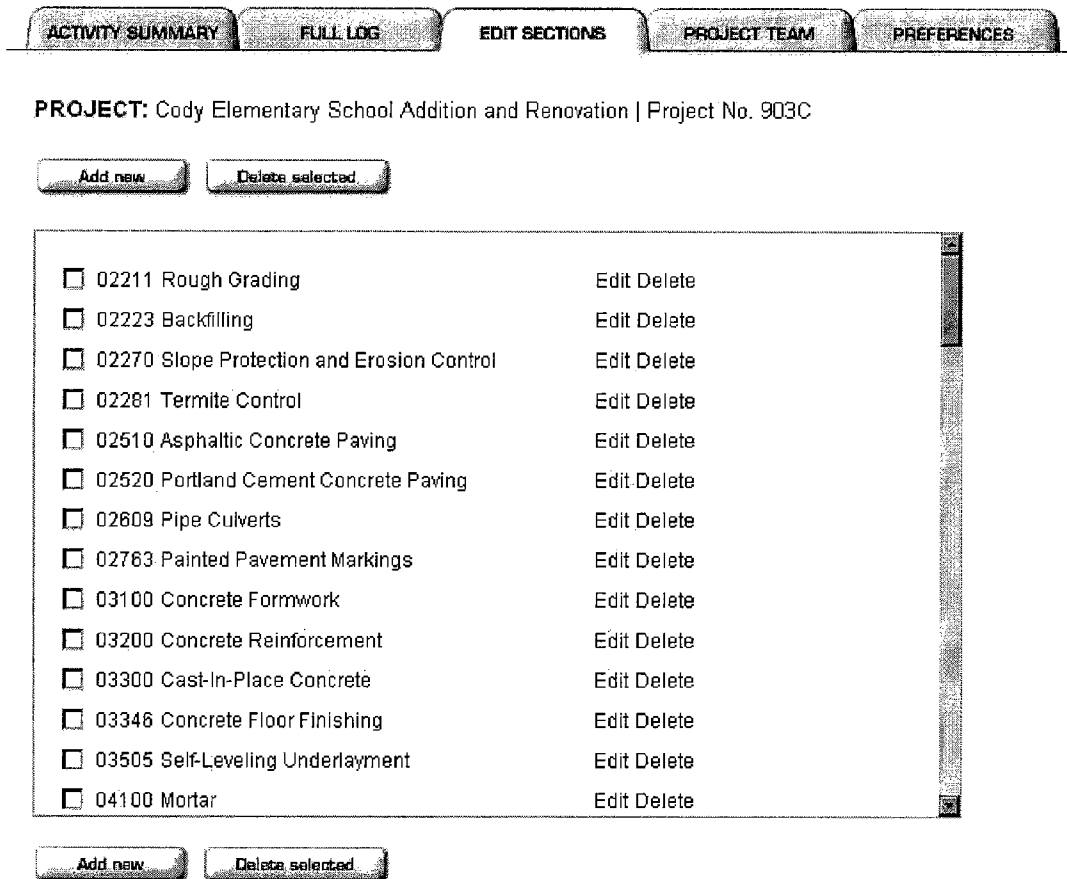 ACTIVITY SUMMARY FULL LOG EDIT SECTIONS PROJECT TEAM PREFERENCES
PROJECT: Cody Elementary School Addition and Renovation | Project No. 903C
Add new Delete selected
02211 Rough Grading Edit Delete
02223 Backfilling Edit Delete
02270 Slope Protection and Erosion Control Edit Delete
02281 Termite Control Edit Delete
02510 Asphaltic Concrete Paving Edit Delete
02520 Portland Cement Concrete Paving Edit Delete
02609 Pipe Culverts Edit Delete
02763 Painted Pavement Markings Edit Delete
03100 Concrete Formwork Edit Delete
03200 Concrete Reinforcement Edit Delete
03300 Cast-In-Place Concrete Edit Delete
03346 Concrete Floor Finishing Edit Delete
03505 Self-Leveling Underlayment Edit Delete
04100 Mortar Edit Delete
Add new Delete selected